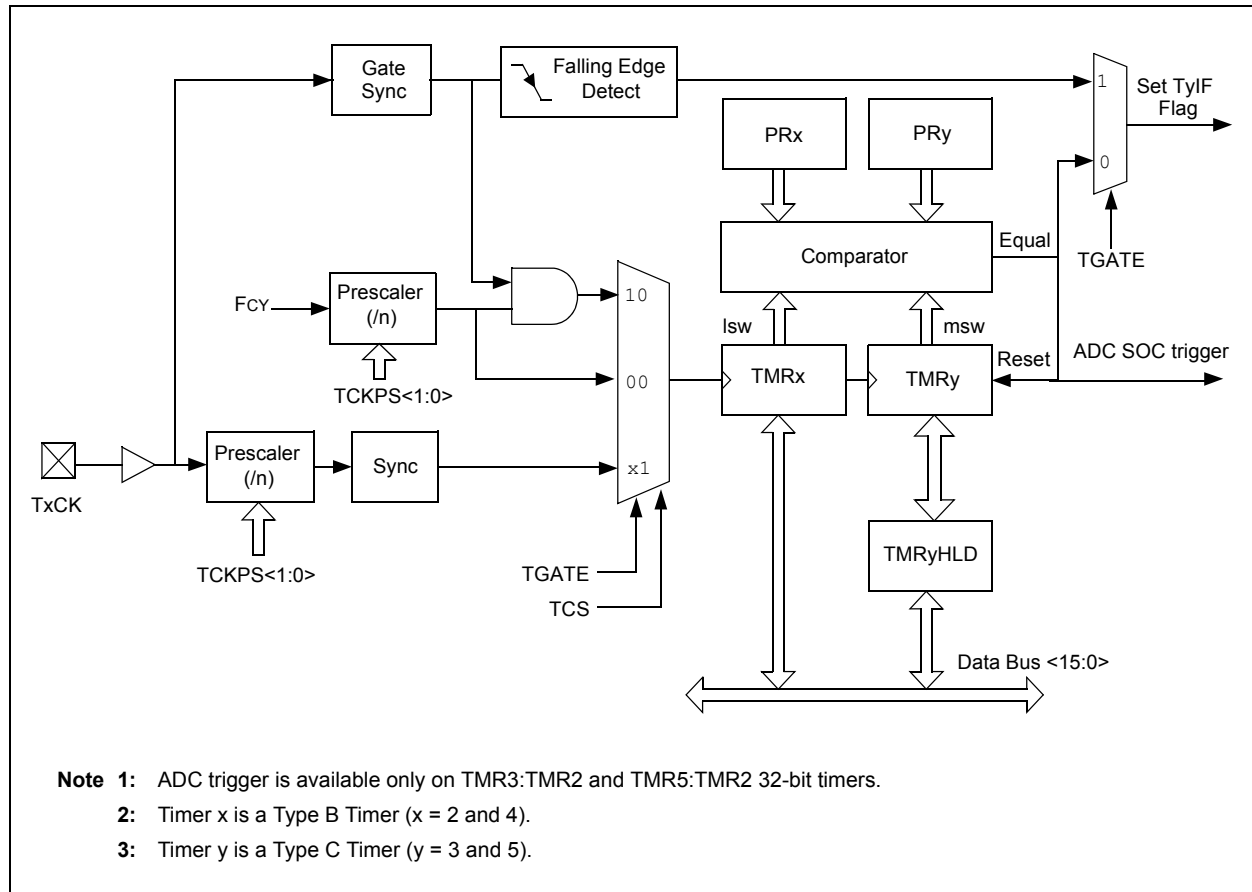 Gate
Sync
Falling Edge
Detect
1
Set TyIF
Flag
0
TGATE
PRx
PRy
Comparator
Equal
FCY
Prescaler
(/n)
TCKPS<1:0>
10
00
x1
lsw
msw
TMRx
TMRy
Reset
ADC SOC trigger
TxCK
Prescaler
(/n)
Sync
TCKPS<1:0>
TGATE
TCS
TMRyHLD
Data Bus <15:0>
Note 1: ADC trigger is available only on TMR3:TMR2 and TMR5:TMR2 32-bit timers.
2: Timer x is a Type B Timer (x = 2 and 4).
3: Timer y is a Type C Timer (y = 3 and 5).